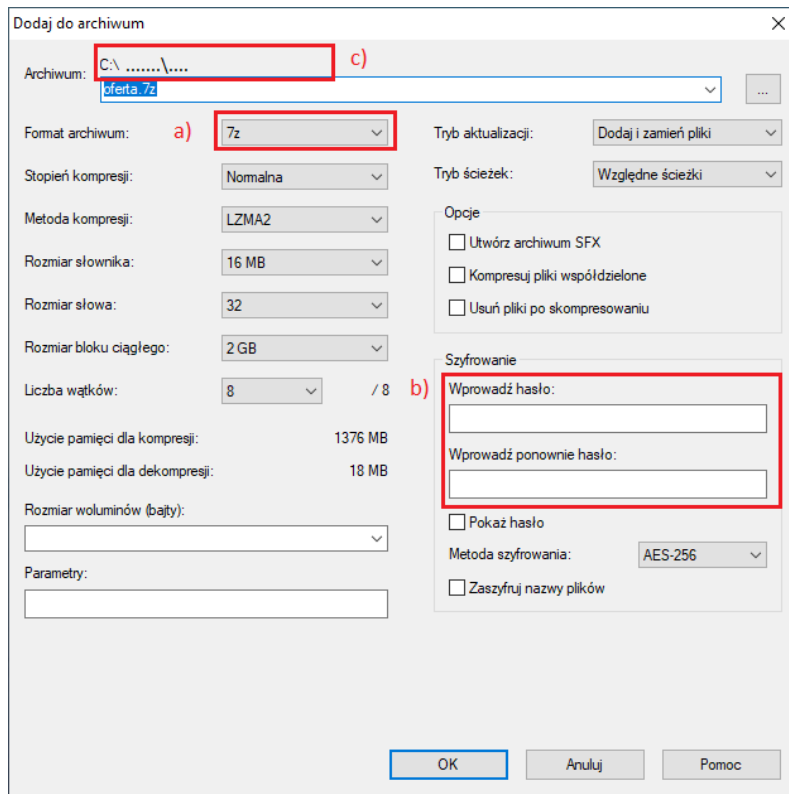 Dodaj do archiwum
C:\ .......\....
c)
Archiwum:
oferta.7z
...
Format archiwum:
a)
7z
Tryb aktualizacji:
Dodaj i zamień pliki
Stopień kompresji:
Normalna
Tryb ścieżek:
Względne ścieżki
Metoda kompresji:
LZMA2
Opcje
Utwórz archiwum SFX
Kompresuj pliki współdzielone
Usuń pliki po skompresowaniu
Rozmiar słownika:
16 MB
Rozmiar słowa:
32
Rozmiar bloku ciągłego:
2 GB
Liczba wątków:
8
/ 8
Szyfrowanie
b)
Wprowadź hasło:
Wprowadź ponownie hasło:
Użycie pamięci dla kompresji:
1376 MB
Użycie pamięci dla dekompresji:
18 MB
Rozmiar woluminów (bajty):
Pokaż hasło
Metoda szyfrowania:
AES-256
Zaszyfruj nazwy plików
Parametry:
OK
Anuluj
Pomoc